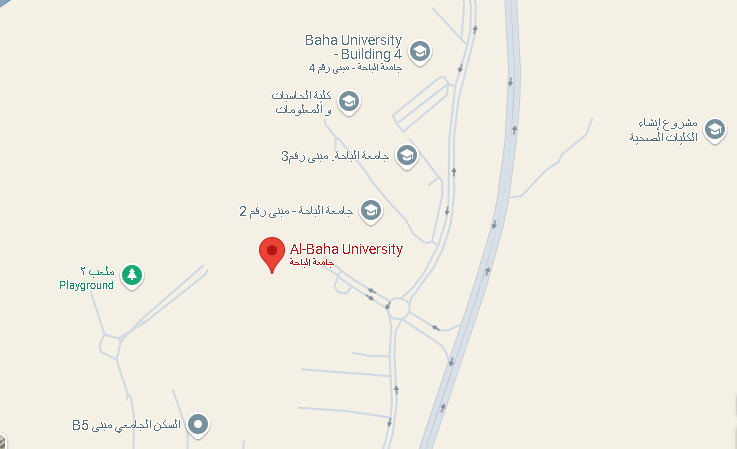 Baha University
- Building 4
جامعة الباحة - مبنى رقم 4
كلية الحاسبات
و المعلومات
مشروع إنشاء
الكليات الصحية
جامعة الباحة. مبنى رقم3
جامعة الباحة - مبنى رقم 2
Al-Baha University
جامعة الباحة
ملعب ٢
Playground
السكن الجامعي مبنى B5